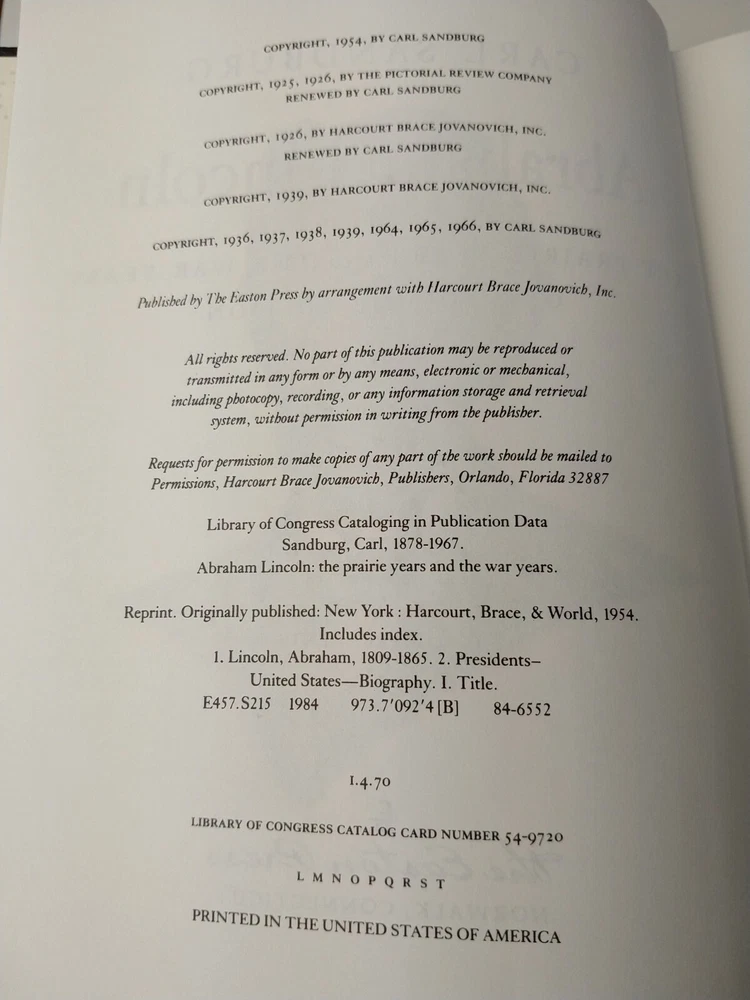 COPYRIGHT, 1954, BY CARL SANDBURG
COPYRIGHT, 1925, 1926, BY THE PICTORIAL REVIEW COMPANY
RENEWED BY CARL SANDBURG
COPYRIGHT, 1926, BY HARCOURT BRACE JOVANOVICH, INC.
RENEWED BY CARL SANDBURG
COPYRIGHT, 1939, BY HARCOURT BRACE JOVANOVICH, INC.
COPYRIGHT, 1936, 1937, 1938, 1939, 1964, 1965, 1966, BY CARL SANDBURG
Published by The Easton Press by arrangement with Harcourt Brace Jovanovich, Inc.
All rights reserved. No part of this publication may be reproduced or
transmitted in any form or by any means, electronic or mechanical,
including photocopy, recording, or any information storage and retrieval
system, without permission in writing from the publisher.
Requests for permission to make copies of any part of the work should be mailed to
Permissions, Harcourt Brace Jovanovich, Publishers, Orlando, Florida 32887
Library of Congress Cataloging in Publication Data
Sandburg, Carl, 1878-1967.
Abraham Lincoln: the prairie years and the war years.
Reprint. Originally published: New York : Harcourt, Brace, & World, 1954.
Includes index.
1. Lincoln, Abraham, 1809-1865. 2. Presidents–
United States—Biography. I. Title.
E457.S215 1984 973.7′092′4 [B] 84-6552
1.4.70
LIBRARY OF CONGRESS CATALOG CARD NUMBER 54-9720
L M N O P Q R S T
PRINTED IN THE UNITED STATES OF AMERICA